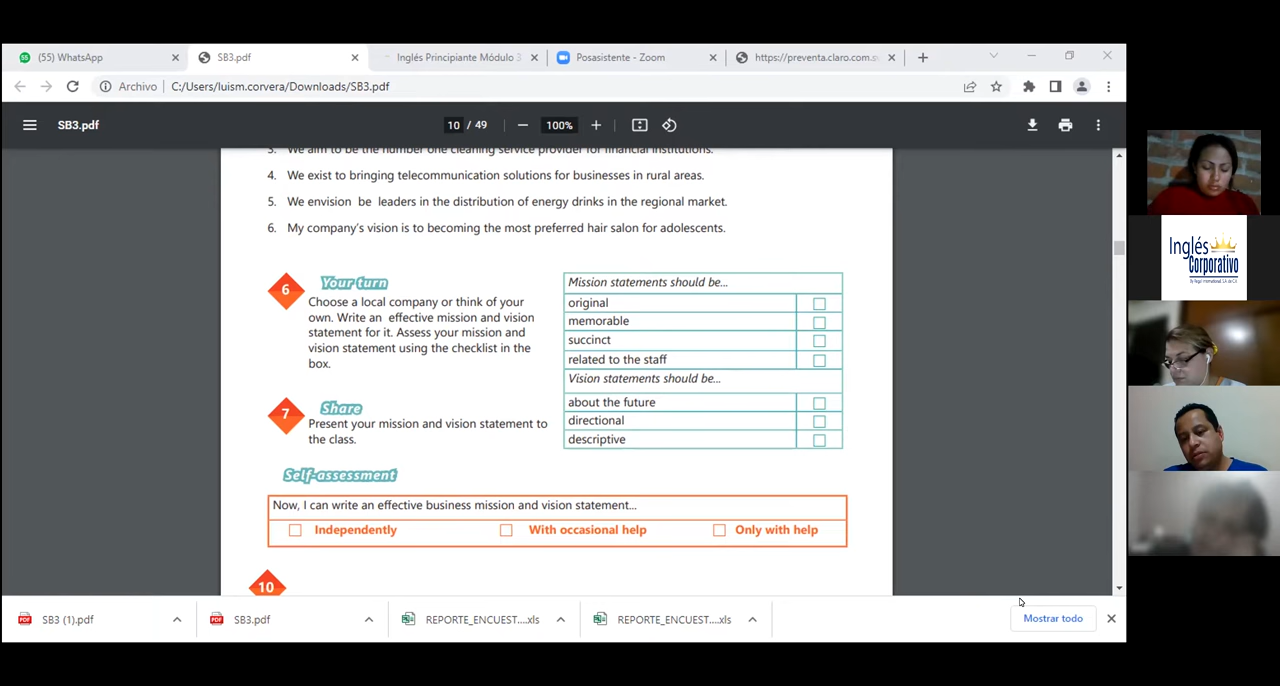 (55) WhatsApp
SB3.pdf
Inglés Principiante Módulo 3
Posasistente - Zoom
https://preventa.claro.com.sv
Archivo
C:/Users/luism.corvera/Downloads/SB3.pdf
SB3.pdf
10 / 49
100%
3. We aim to be the number one cleaning service provider for financial institutions.
4. We exist to bringing telecommunication solutions for businesses in rural areas.
5. We envision be leaders in the distribution of energy drinks in the regional market.
6. My company's vision is to becoming the most preferred hair salon for adolescents.
6
Your turn
Choose a local company or think of your
own. Write an effective mission and vision
statement for it. Assess your mission and
vision statement using the checklist in the
box.
Mission statements should be...
original
memorable
succinct
related to the staff
Vision statements should be...
about the future
directional
descriptive
7
Share
Present your mission and vision statement to
the class.
Self-assessment
Now, I can write an effective business mission and vision statement...
Independently
With occasional help
Only with help
10
SB3 (1).pdf
SB3.pdf
REPORTE_ENCUEST....xls
REPORTE_ENCUEST....xls
Mostrar todo
Inglés
Corporativo